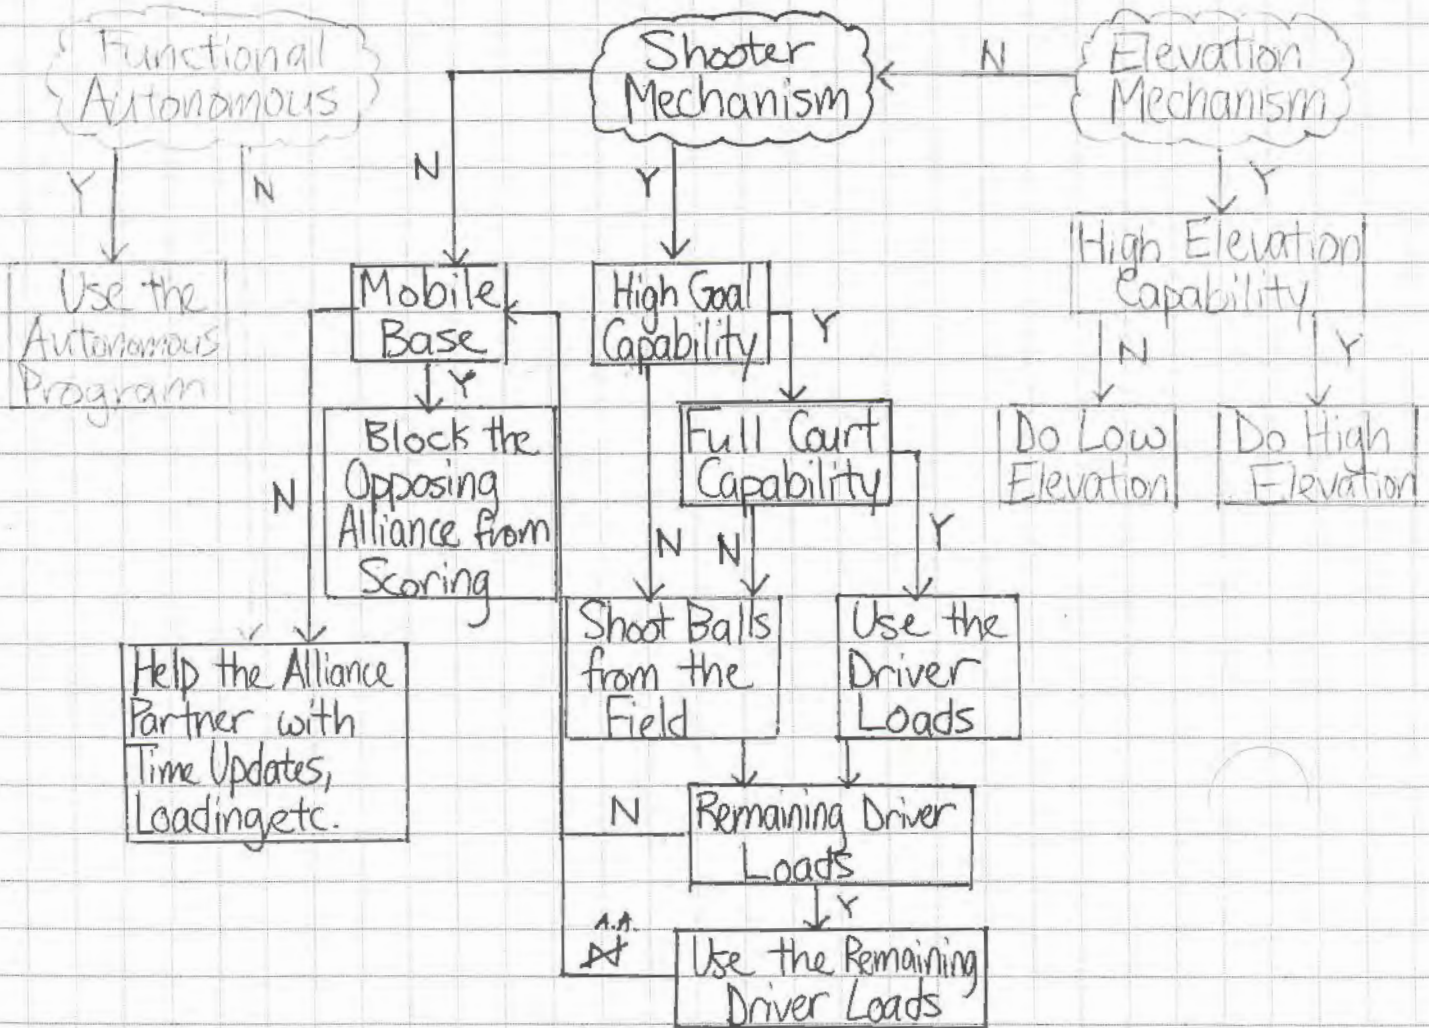 Functional
Autonomous
Y
N
Use the
Autonomous
Program
Shooter
Mechanism
N
Y
Mobile
Base
Y
N
Block the
Opposing
Alliance from
Scoring
Help the Alliance
Partner with
Time Updates,
Loading,etc.
High Goal
Capability
Y
N
Full Court
Capability
N
Y
Shoot Balls
from the
Field
Use the
Driver
Loads
Remaining Driver
Loads
N
Y
A.A.
Use the Remaining
Driver Loads
N
Elevation
Mechanism
Y
High Elevation
Capability
N
Y
Do Low
Elevation
Do High
Elevation